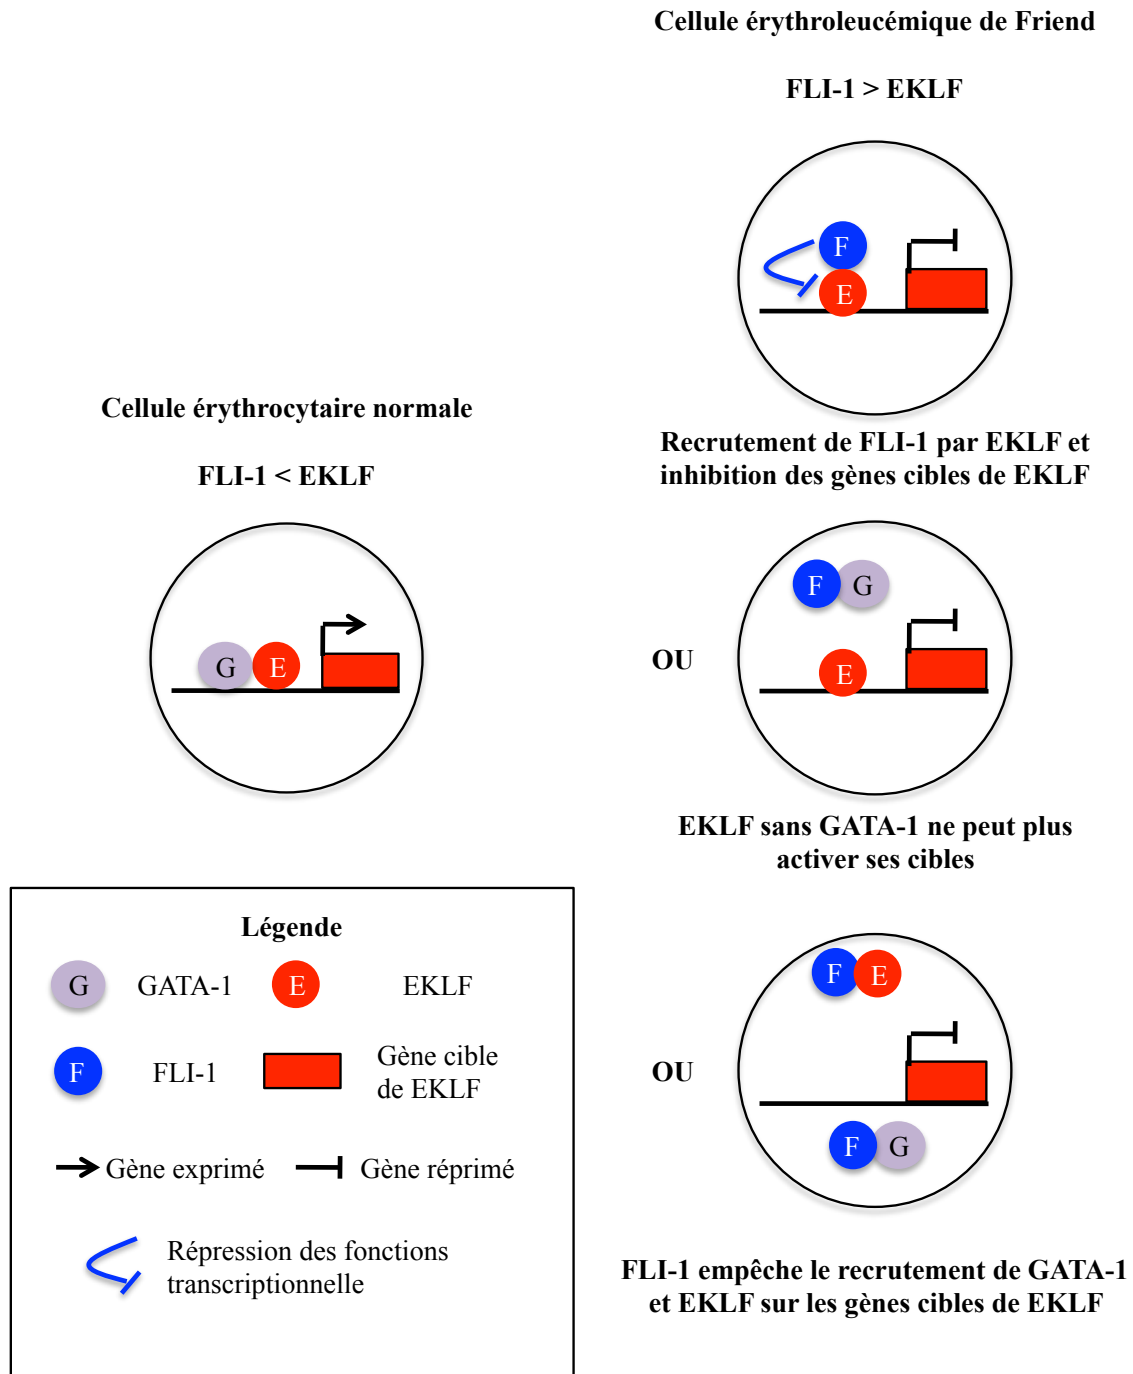 Cellule érythroleucémique de Friend
FLI-1 > EKLF
F
E
Recrutement de FLI-1 par EKLF et
inhibition des gènes cibles de EKLF
Cellule érythrocytaire normale
FLI-1 < EKLF
G E
OU
F G
E
EKLF sans GATA-1 ne peut plus
activer ses cibles
OU
F E
F G
FLI-1 empêche le recrutement de GATA-1
et EKLF sur les gènes cibles de EKLF
Légende
G GATA-1 E EKLF
F FLI-1 Gène cible
de EKLF
Gène exprimé Gène réprimé
Répression des fonctions
transcriptionnelle